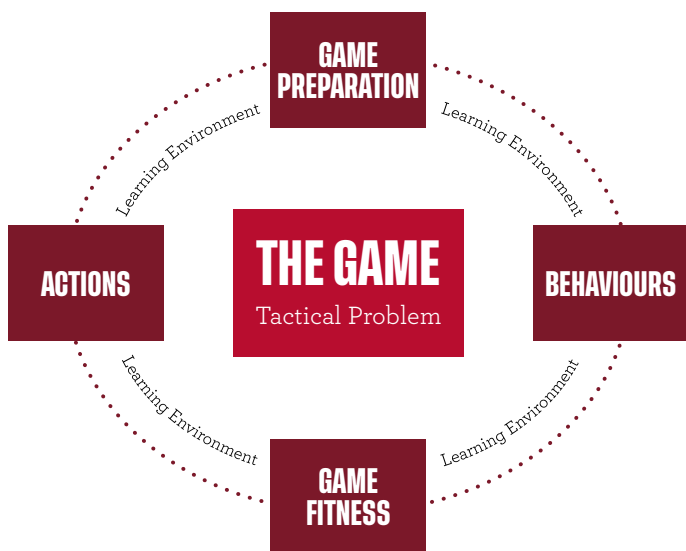 GAME
PREPARATION
Learning Environment
Learning Environment
THE GAME
Tactical Problem
ACTIONS
BEHAVIOURS
Learning Environment
Learning Environment
GAME
FITNESS